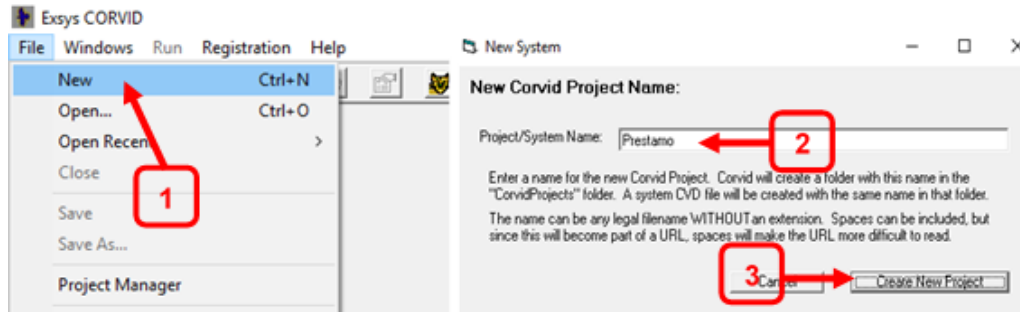 Exsys CORVID
File Windows Run Registration Help
New Ctrl+N
Open... Ctrl+O
Open Recen
Close
1
Save
Save As...
Project Manager
New System
New Corvid Project Name:
Project/System Name: Prestamo
2
Enter a name for the new Corvid Project. Corvid will create a folder with this name in the
"CorvidProjects" folder. A system CVD file will be created with the same name in that folder.
The name can be any legal filename WITHOUT an extension. Spaces can be included, but
since this will become part of a URL, spaces will make the URL more difficult to read.
3
Cancel Create New Project